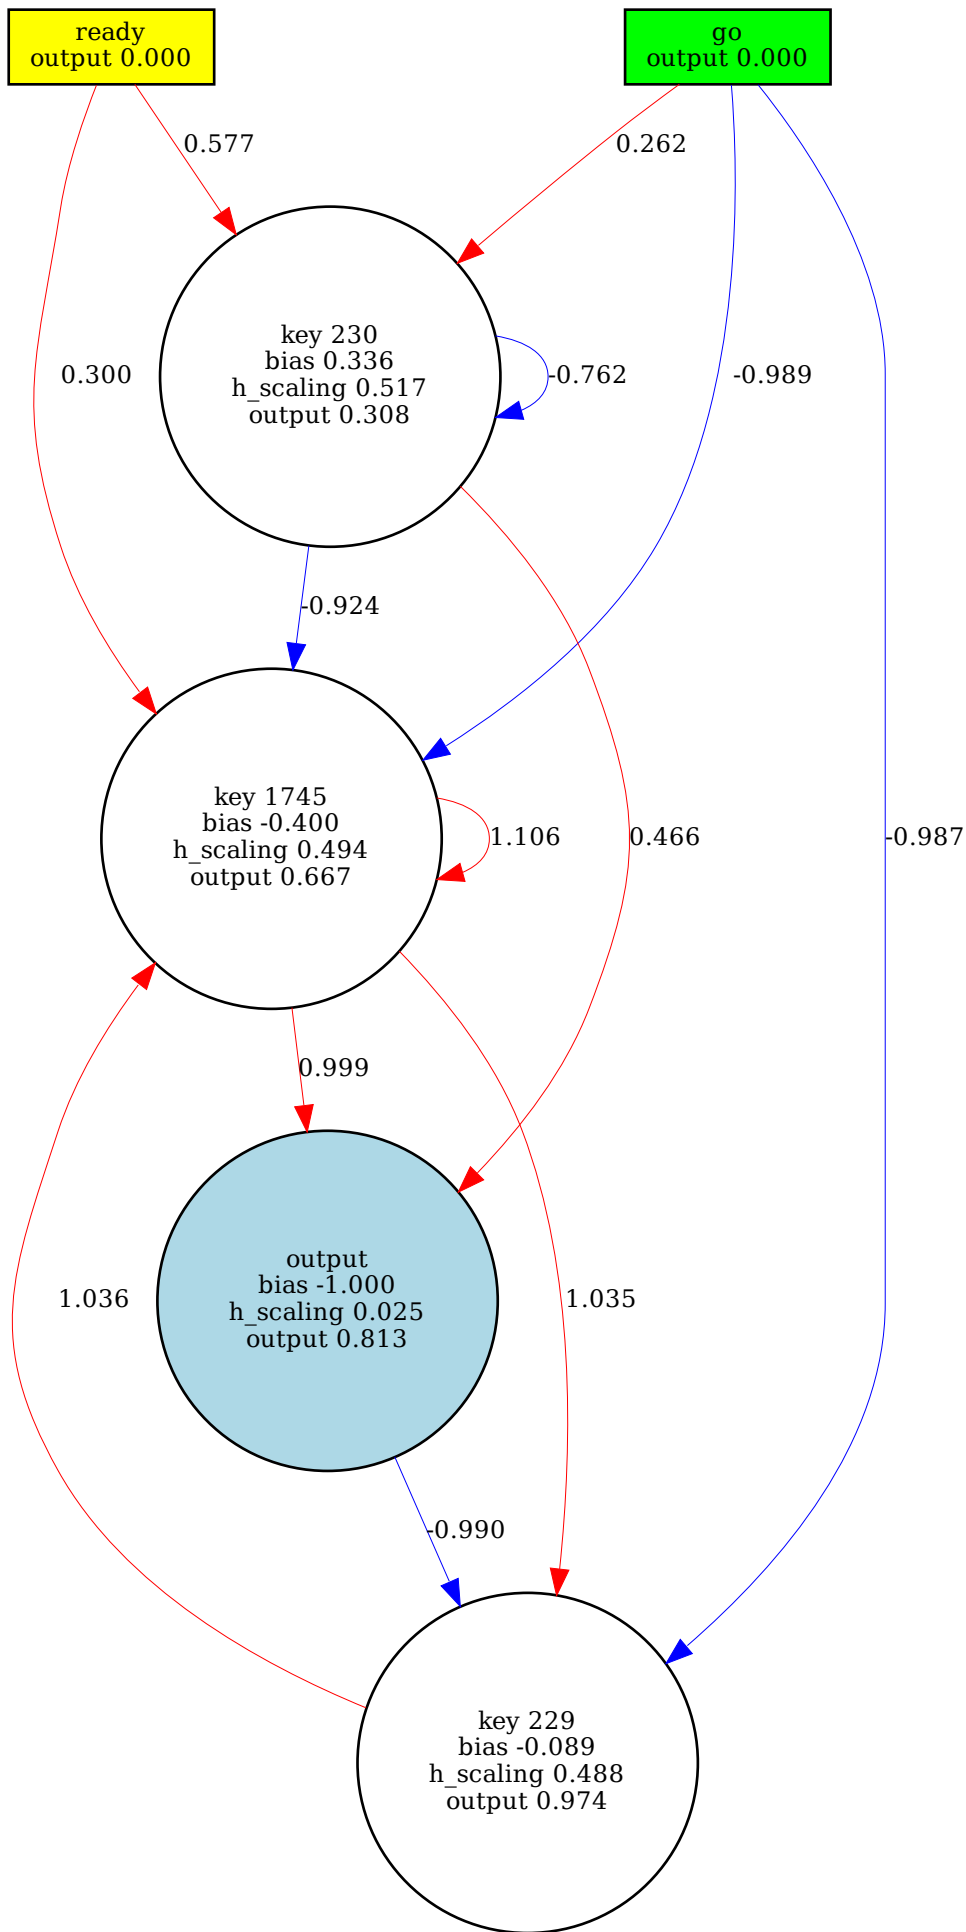 ready
output 0.000
go
output 0.000
0.577
0.262
key 230
bias 0.336
h_scaling 0.517
output 0.308
0.300
-0.762
-0.989
-0.924
key 1745
bias -0.400
h_scaling 0.494
output 0.667
1.106
0.466
-0.987
0.999
output
bias -1.000
h_scaling 0.025
output 0.813
1.036
1.035
-0.990
key 229
bias -0.089
h_scaling 0.488
output 0.974